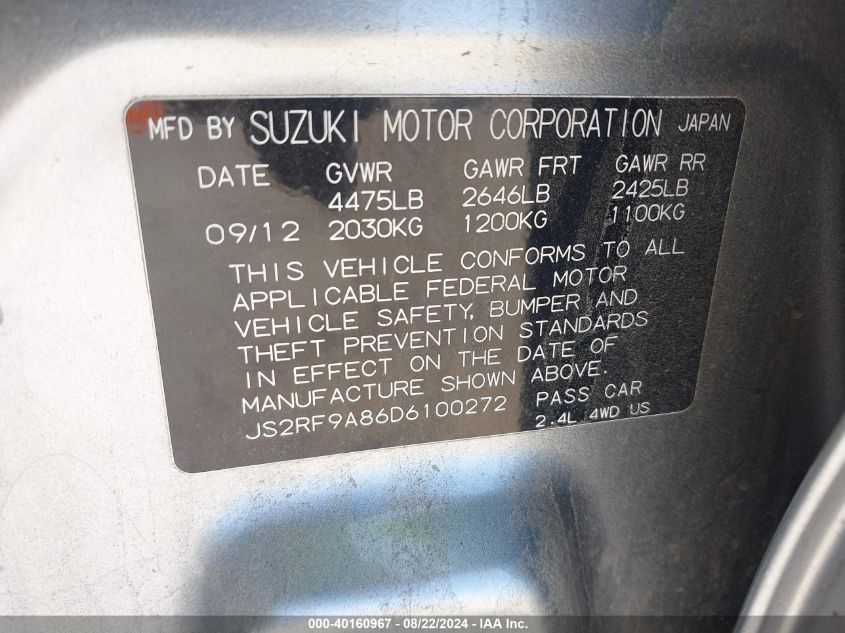 MFD BY SUZUKI MOTOR CORPORATION JAPAN
DATE GVWR GAWR FRT GAWR RR
4475LB 2646LB 2425LB
09/12 2030KG 1200KG 1100KG
THIS VEHICLE CONFORMS TO ALL
APPLICABLE FEDERAL MOTOR
VEHICLE SAFETY, BUMPER AND
THEFT PREVENTION STANDARDS
IN EFFECT ON THE DATE OF
MANUFACTURE SHOWN ABOVE.
JS2RF9A86D6100272 PASS CAR
2.4L 4WD US
000-40160967 - 08/22/2024 - IAAI.com